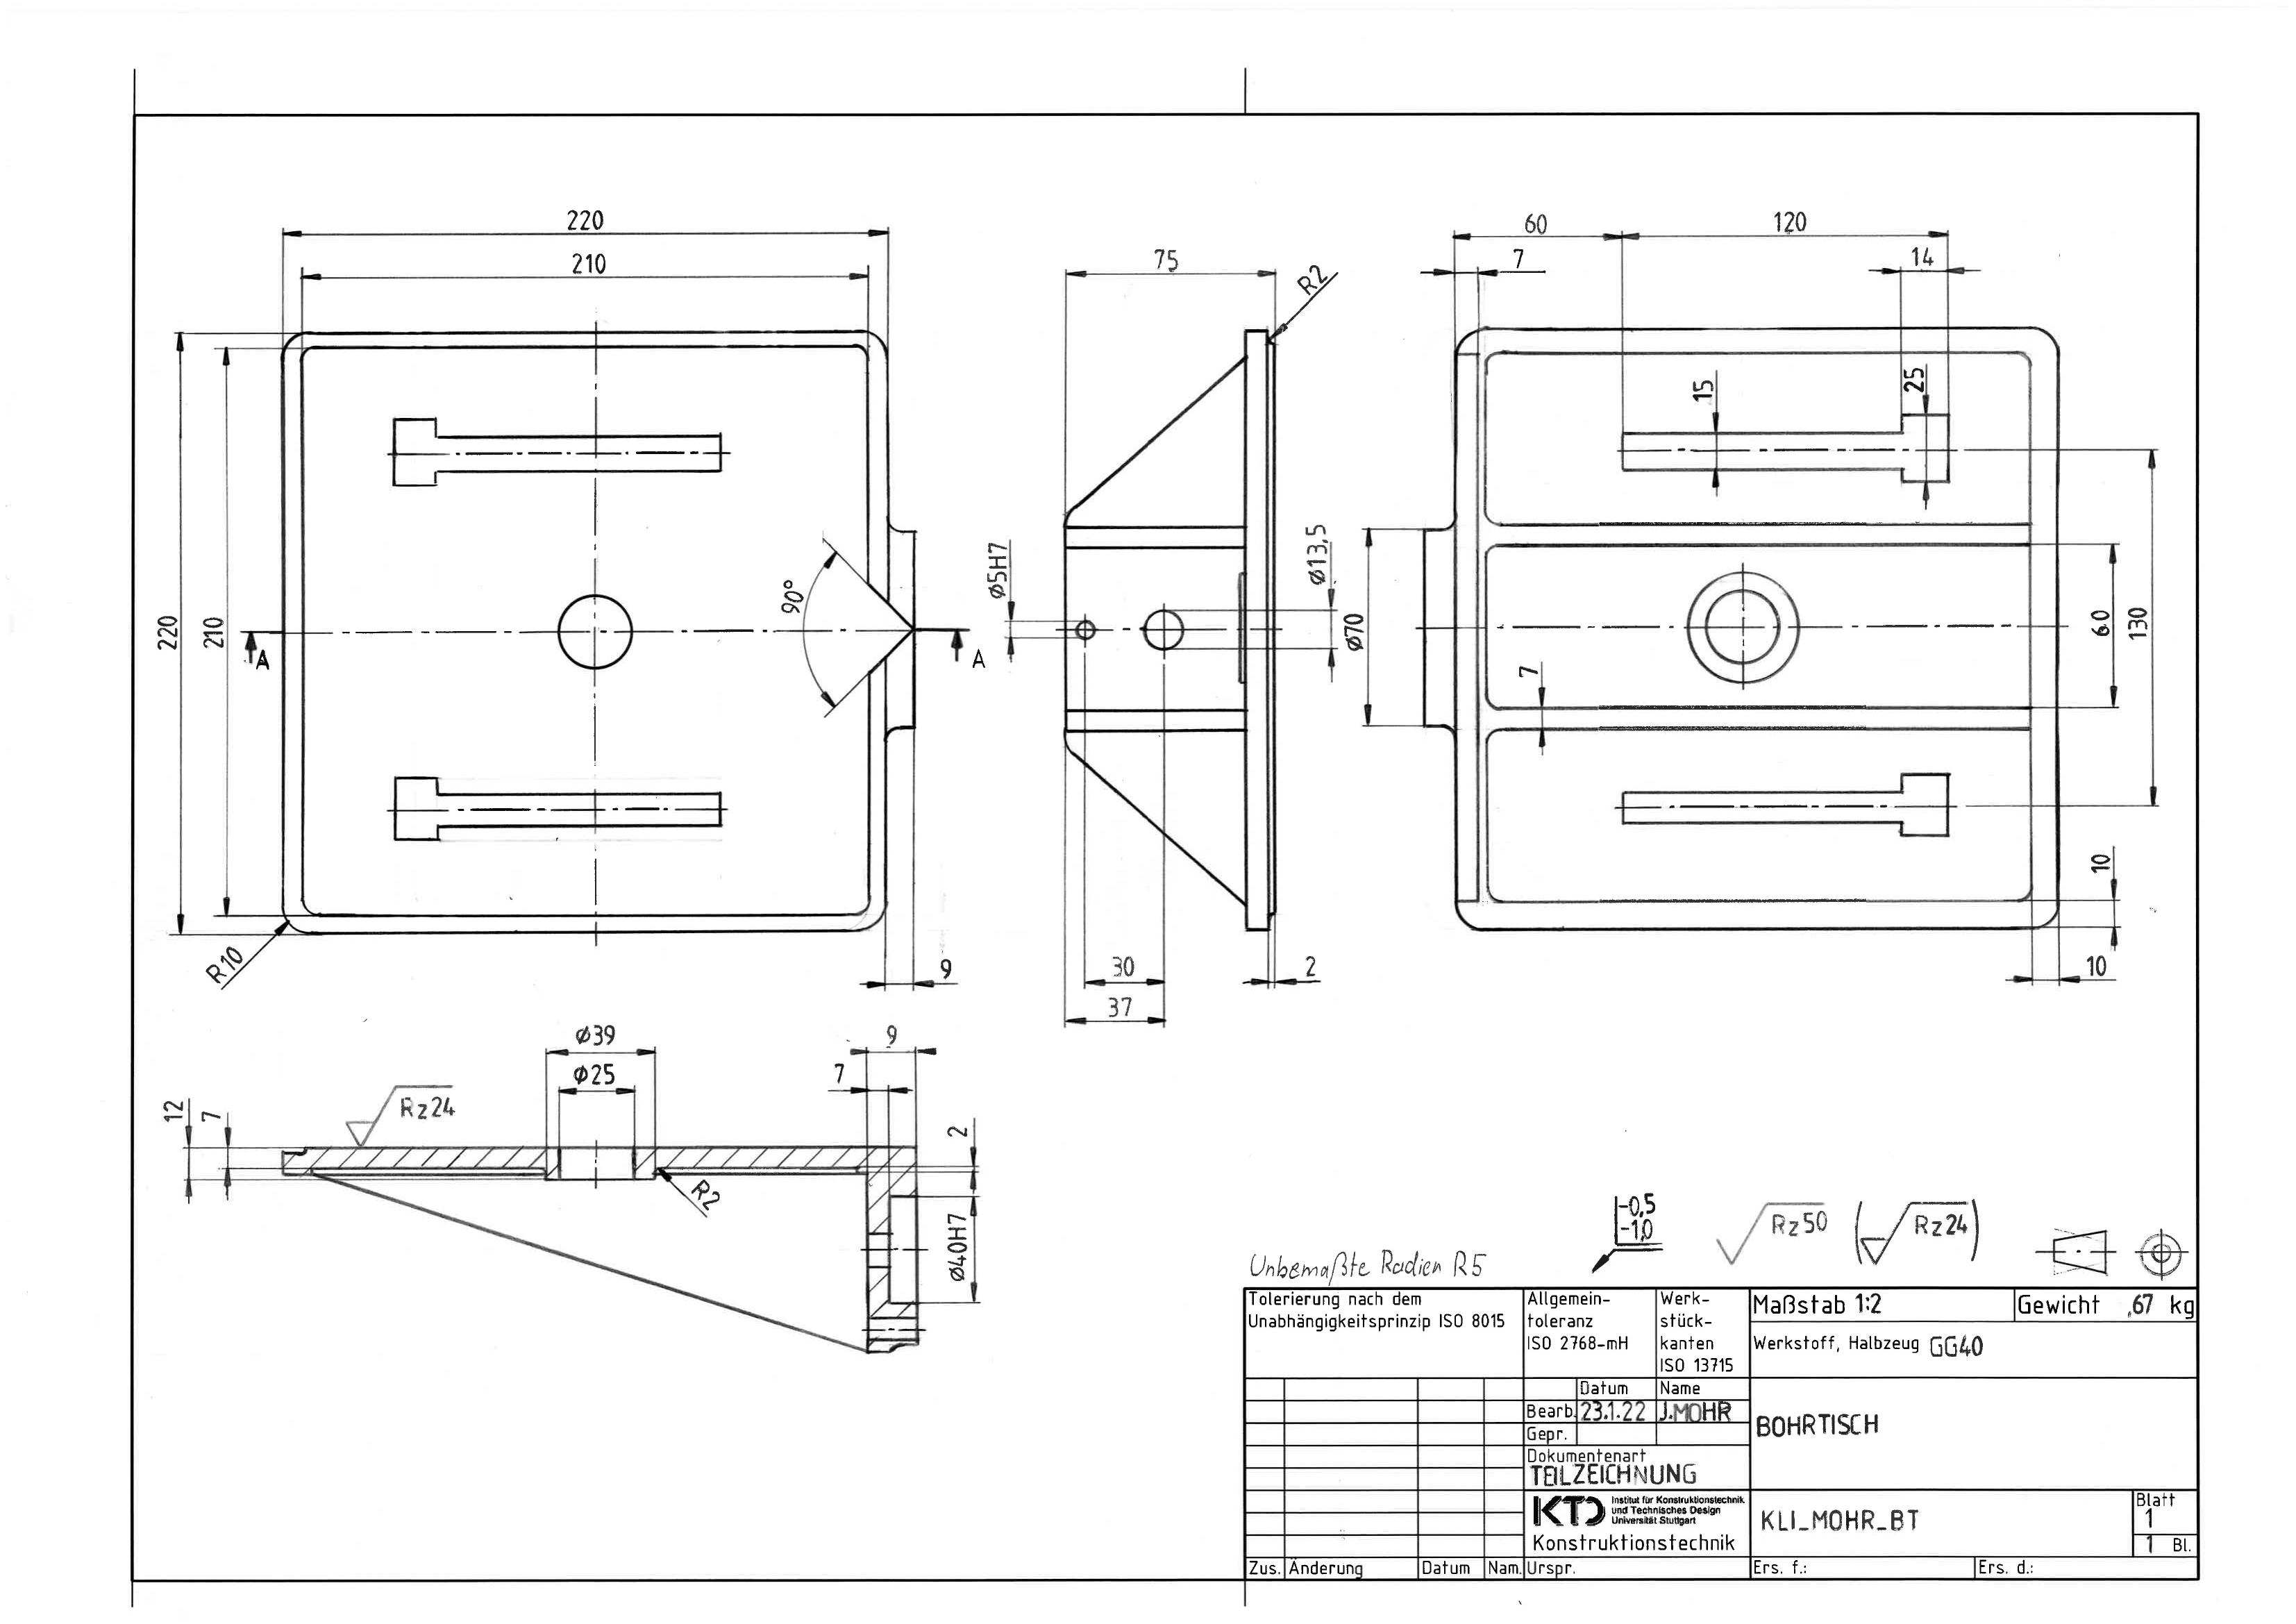 220
210
220
210
90°
A
A
R10
9
75
R2
Ø5H7
Ø13,5
30
37
2
60
120
7
14
15
25
Ø70
7
60
130
10
10
Ø39
Ø25
9
7
12
7
Rz24
2
R2
Ø40H7
-0,5
-1,0
Rz50
Rz24
Unbemaßte Radien R5
Tolerierung nach dem
Unabhängigkeitsprinzip ISO 8015
Allgemein-
toleranz
ISO 2768-mH
Werk-
stück-
kanten
ISO 13715
Maßstab 1:2
Gewicht ,67 kg
Werkstoff, Halbzeug GG40
Datum Name
Bearb. 23.1.22 J.MOHR
Gepr.
BOHRTISCH
Dokumentenart
TEILZEICHNUNG
KTD
Institut für Konstruktionstechnik
und Technisches Design
Universität Stuttgart
Konstruktionstechnik
KLI_MOHR_BT
Blatt
1
1 Bl.
Zus. Änderung Datum Nam. Urspr. Ers. f.: Ers. d.: